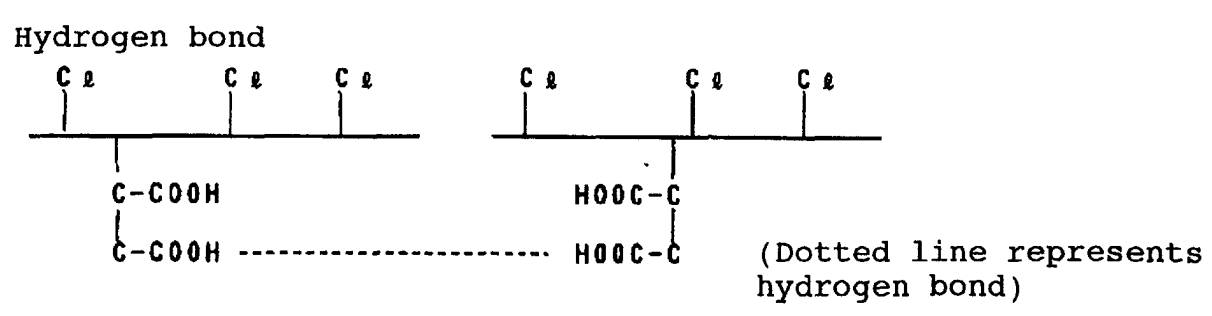 Hydrogen bond
Cℓ Cℓ Cℓ Cℓ Cℓ Cℓ
C-COOH HOOC-C
C-COOH HOOC-C (Dotted line represents
hydrogen bond)